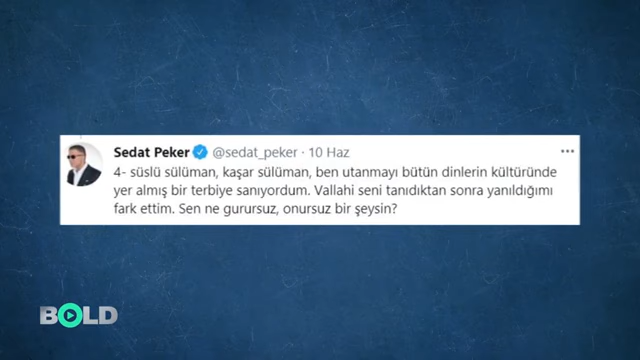 Sedat Peker @sedat_peker · 10 Haz
4- süslü sülüman, kaşar sülüman, ben utanmayı bütün dinlerin kültüründe
yer almış bir terbiye sanıyordum. Vallahi seni tanıdıktan sonra yanıldığımı
fark ettim. Sen ne gurursuz, onursuz bir şeysin?
BOLD